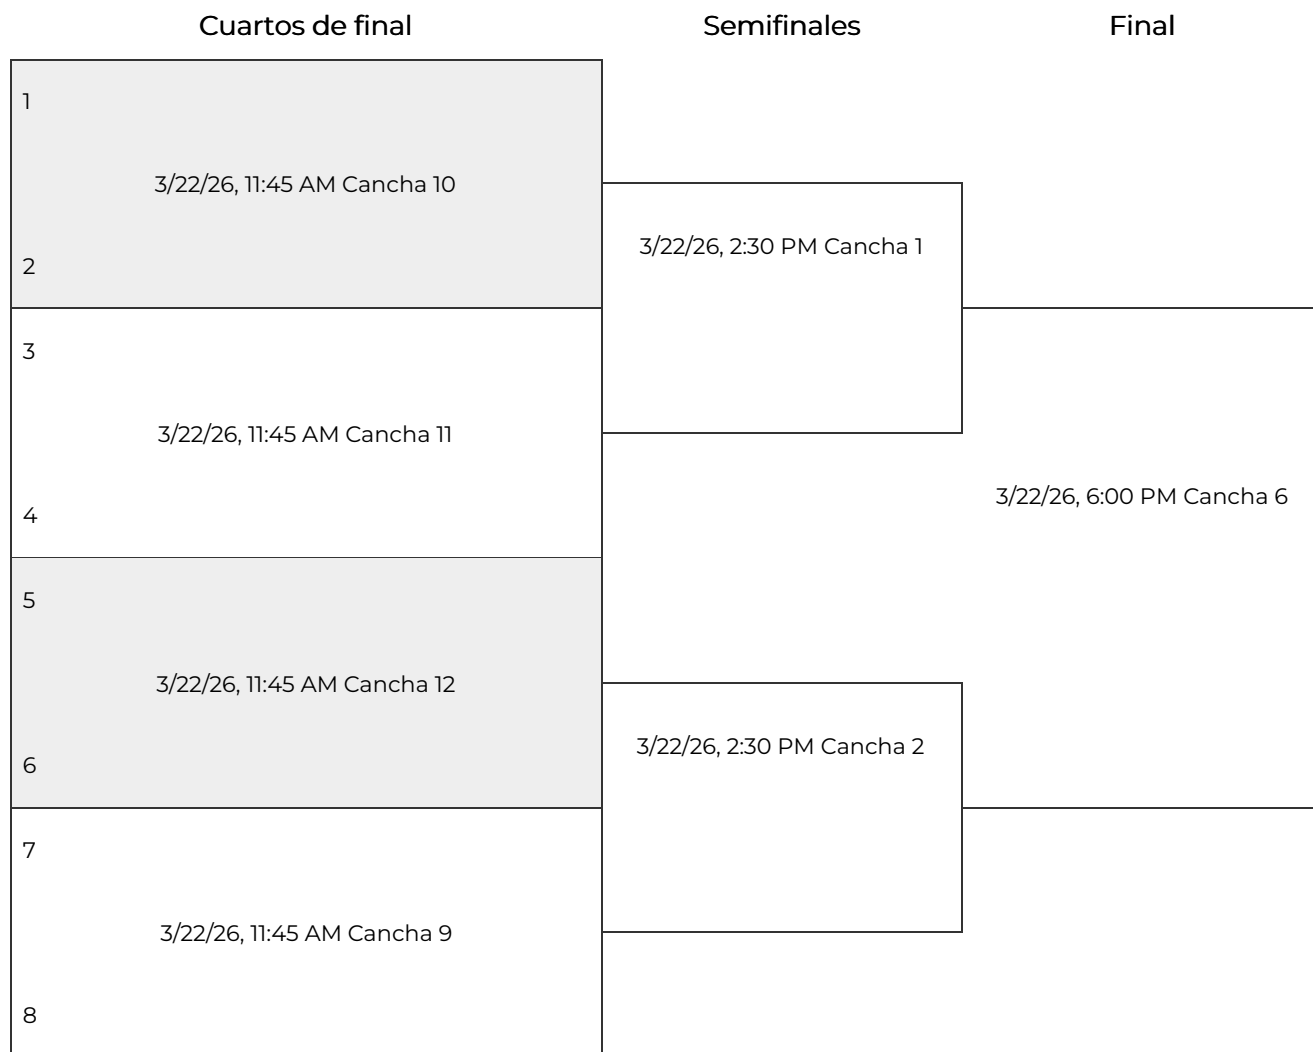 Cuartos de final
Semifinales
Final
1
3/22/26, 11:45 AM Cancha 10
2
3/22/26, 2:30 PM Cancha 1
3
3/22/26, 11:45 AM Cancha 11
4
3/22/26, 6:00 PM Cancha 6
5
3/22/26, 11:45 AM Cancha 12
6
3/22/26, 2:30 PM Cancha 2
7
3/22/26, 11:45 AM Cancha 9
8